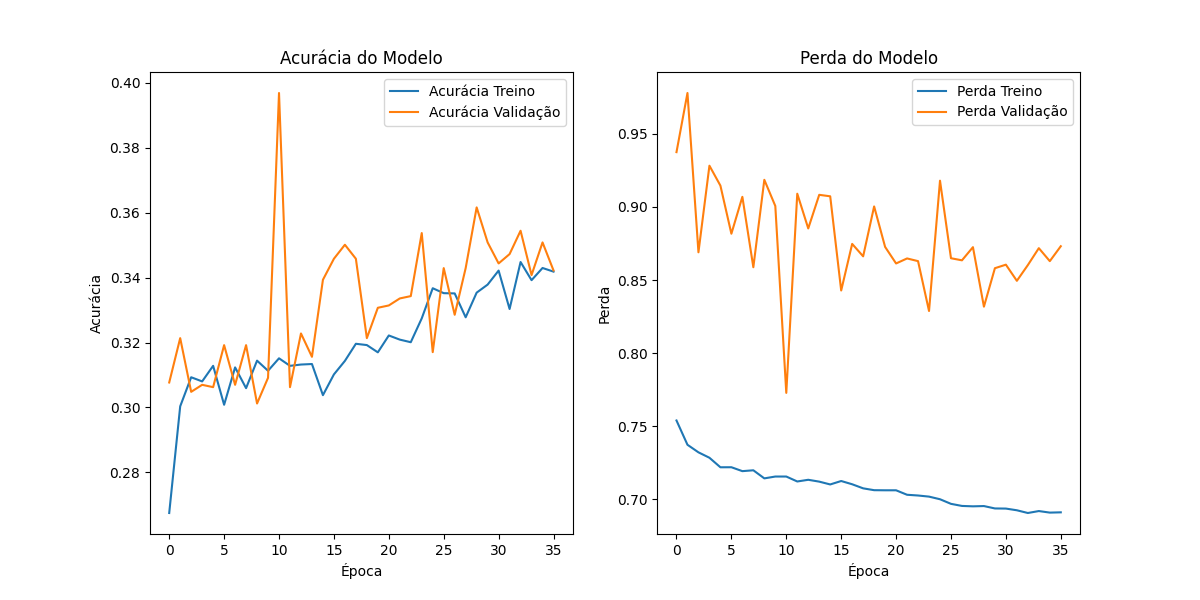 Acurácia do Modelo
Acurácia Treino
Acurácia Validação
0.40
0.38
0.36
0.34
0.32
0.30
0.28
Acurácia
0 5 10 15 20 25 30 35
Época
Perda do Modelo
Perda Treino
Perda Validação
0.95
0.90
0.85
0.80
0.75
0.70
Perda
0 5 10 15 20 25 30 35
Época